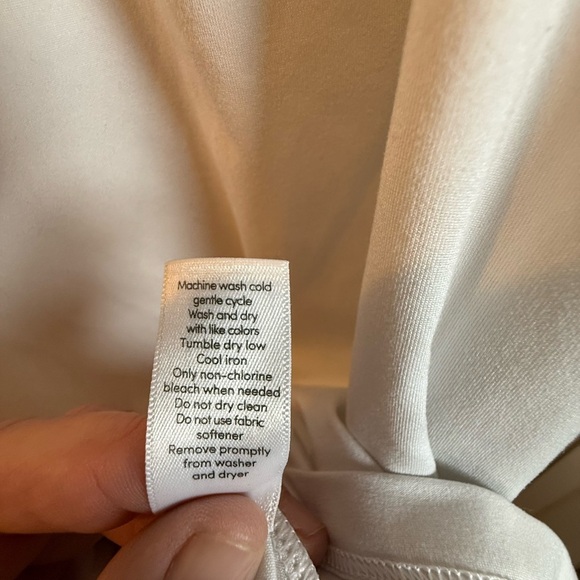 Machine wash cold
gentle cycle
Wash and dry
with like colors
Tumble dry low
Cool iron
Only non-chlorine
bleach when needed
Do not dry clean
Do not use fabric
softener
Remove promptly
from washer
and dryer